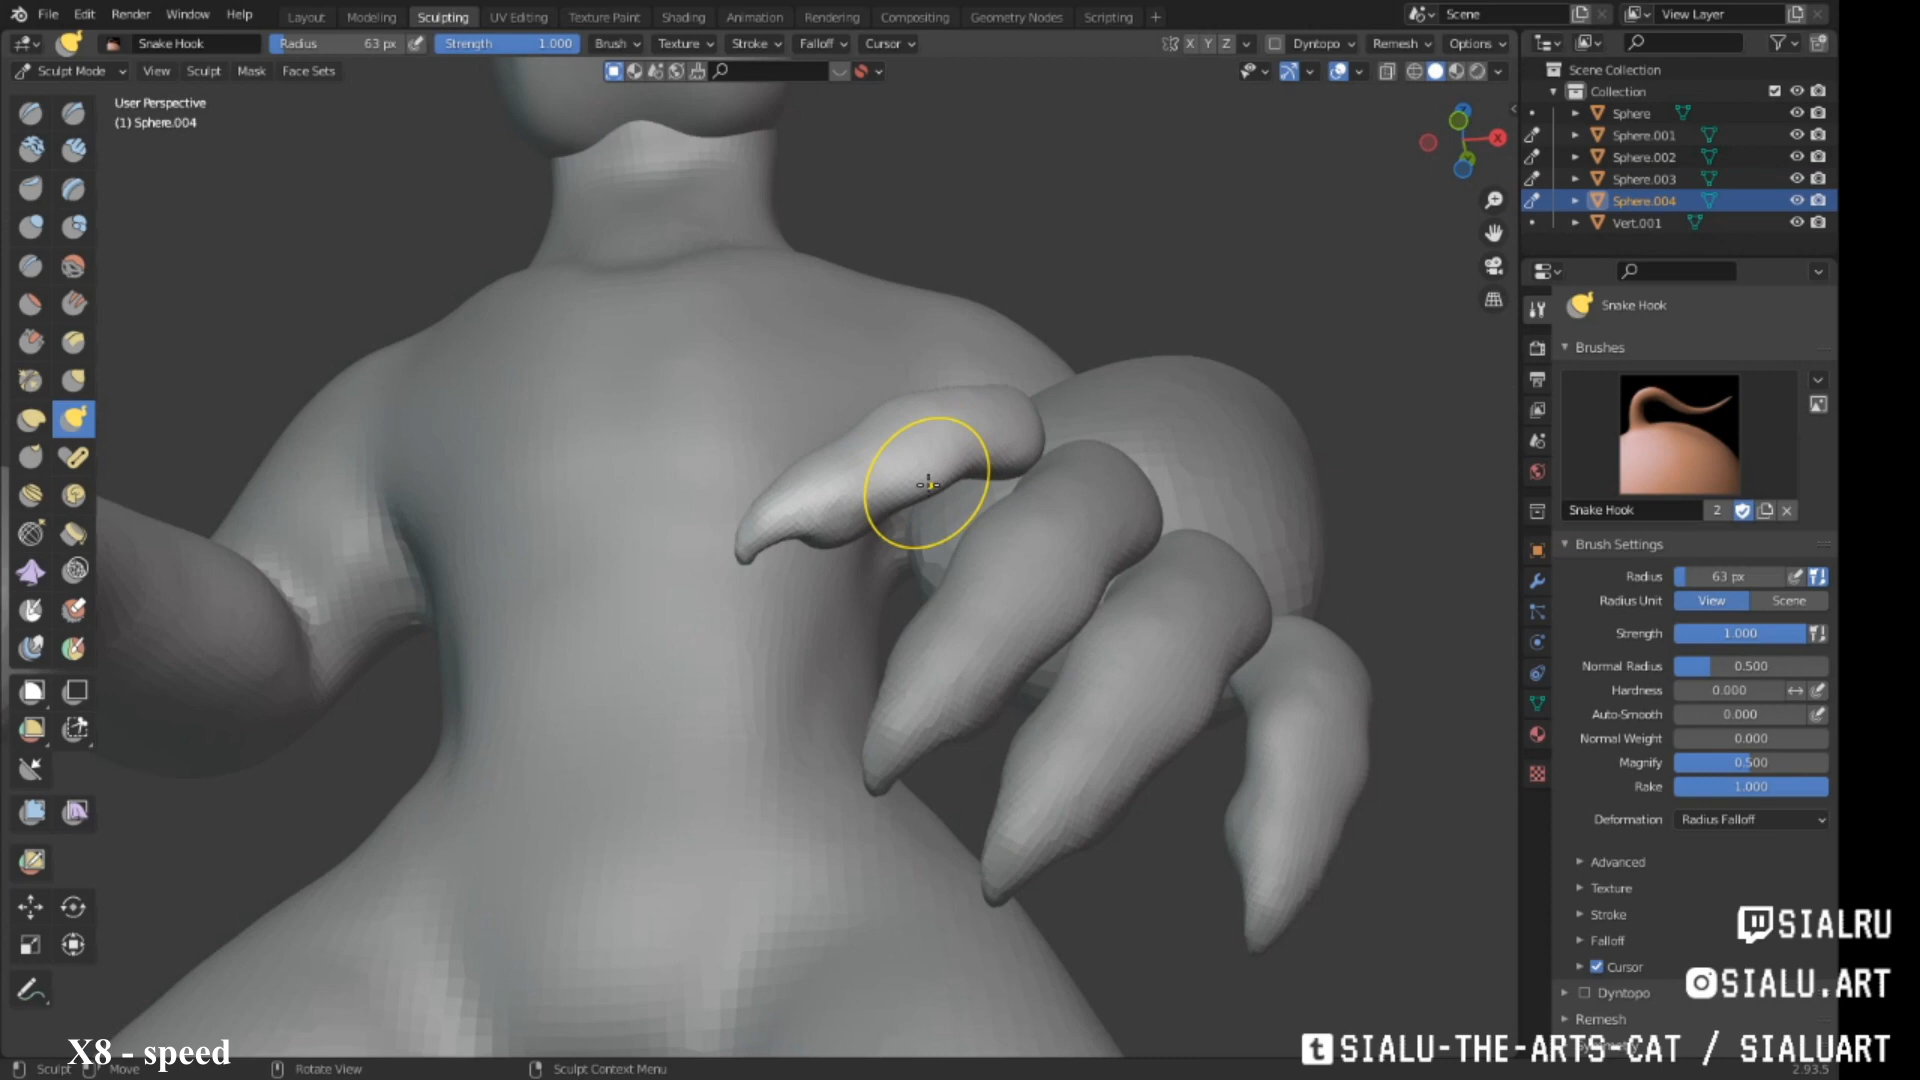 File Edit Render Window Help Layout Modeling Sculpting UV Editing Texture Paint Shading Animation Rendering Compositing Geometry Nodes Scripting + Scene View Layer
Snake Hook Radius 63 px Strength 1.000 Brush Texture Stroke Falloff Cursor X Y Z Dyntopo Remesh Options
Sculpt Mode View Sculpt Mask Face Sets
User Perspective
(1) Sphere.004
X
Scene Collection
Collection
Sphere
Sphere.001
Sphere.002
Sphere.003
Sphere.004
Vert.001
Snake Hook
Brushes
Snake Hook 2
Brush Settings
Radius 63 px
Radius Unit View Scene
Strength 1.000
Normal Radius 0.500
Hardness 0.000
Auto-Smooth 0.000
Normal Weight 0.000
Magnify 0.500
Rake 1.000
Deformation Radius Falloff
Advanced
Texture
Stroke
Falloff
Cursor
Dyntopo
Remesh
SIALRU
SIALU.ART
SIALU-THE-ARTS-CAT / SIALUART
X8 - speed
Sculpt Move Rotate View Sculpt Context Menu 2.93.5